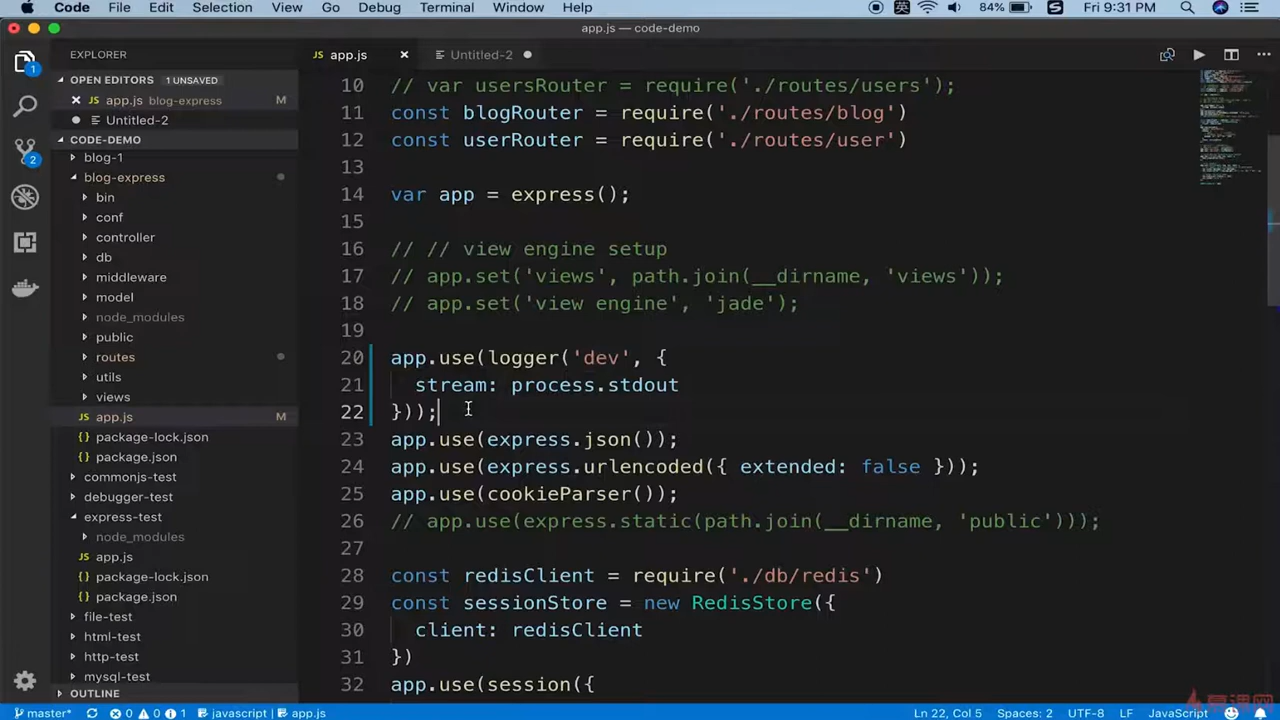 Code File Edit Selection View Go Debug Terminal Window Help 英 84% S Fri 9:31 PM
app.js — code-demo
EXPLORER
JS app.js ×
Untitled-2
OPEN EDITORS 1 UNSAVED
× JS app.js blog-express M
Untitled-2
CODE-DEMO
blog-1
blog-express
bin
conf
controller
db
middleware
model
node_modules
public
routes
utils
views
JS app.js M
{} package-lock.json
{} package.json
commonjs-test
debugger-test
express-test
node_modules
JS app.js
{} package-lock.json
{} package.json
file-test
html-test
http-test
mysql-test
OUTLINE
1
2
10 // var usersRouter = require('./routes/users');
11 const blogRouter = require('./routes/blog')
12 const userRouter = require('./routes/user')
13
14 var app = express();
15
16 // // view engine setup
17 // app.set('views', path.join(__dirname, 'views'));
18 // app.set('view engine', 'jade');
19
20 app.use(logger('dev', {
21 stream: process.stdout
22 }));
23 app.use(express.json());
24 app.use(express.urlencoded({ extended: false }));
25 app.use(cookieParser());
26 // app.use(express.static(path.join(__dirname, 'public')));
27
28 const redisClient = require('./db/redis')
29 const sessionStore = new RedisStore({
30 client: redisClient
31 })
32 app.use(session({
master* 0 0 1 javascript | app.js Ln 22, Col 5 Spaces: 2 UTF-8 LF JavaScript 1